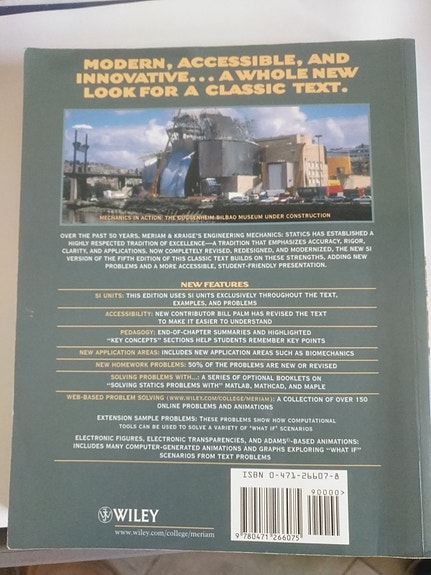 MODERN, ACCESSIBLE, AND
INNOVATIVE... A WHOLE NEW
LOOK FOR A CLASSIC TEXT.
MECHANICS IN ACTION: THE GUGGENHEIM BILBAO MUSEUM UNDER CONSTRUCTION
OVER THE PAST 50 YEARS, MERIAM & KRAIGE'S ENGINEERING MECHANICS: STATICS HAS ESTABLISHED A
HIGHLY RESPECTED TRADITION OF EXCELLENCE—A TRADITION THAT EMPHASIZES ACCURACY, RIGOR,
CLARITY, AND APPLICATIONS. NOW COMPLETELY REVISED, REDESIGNED, AND MODERNIZED, THE NEW SI
VERSION OF THE FIFTH EDITION OF THIS CLASSIC TEXT BUILDS ON THESE STRENGTHS, ADDING NEW
PROBLEMS AND A MORE ACCESSIBLE, STUDENT-FRIENDLY PRESENTATION.
NEW FEATURES
SI UNITS: THIS EDITION USES SI UNITS EXCLUSIVELY THROUGHOUT THE TEXT,
EXAMPLES, AND PROBLEMS
ACCESSIBILITY: NEW CONTRIBUTOR BILL PALM HAS REVISED THE TEXT
TO MAKE IT EASIER TO UNDERSTAND
PEDAGOGY: END-OF-CHAPTER SUMMARIES AND HIGHLIGHTED
"KEY CONCEPTS" SECTIONS HELP STUDENTS REMEMBER KEY POINTS
NEW APPLICATION AREAS: INCLUDES NEW APPLICATION AREAS SUCH AS BIOMECHANICS
NEW HOMEWORK PROBLEMS: 50% OF THE PROBLEMS ARE NEW OR REVISED
SOLVING PROBLEMS WITH...: A SERIES OF OPTIONAL BOOKLETS ON
"SOLVING STATICS PROBLEMS WITH" MATLAB, MATHCAD, AND MAPLE
WEB-BASED PROBLEM SOLVING (WWW.WILEY.COM/COLLEGE/MERIAM): A COLLECTION OF OVER 150
ONLINE PROBLEMS AND ANIMATIONS
EXTENSION SAMPLE PROBLEMS: THESE PROBLEMS SHOW HOW COMPUTATIONAL
TOOLS CAN BE USED TO SOLVE A VARIETY OF "WHAT IF" SCENARIOS
ELECTRONIC FIGURES, ELECTRONIC TRANSPARENCIES, AND ADAMS®-BASED ANIMATIONS:
INCLUDES MANY COMPUTER-GENERATED ANIMATIONS AND GRAPHS EXPLORING "WHAT IF"
SCENARIOS FROM TEXT PROBLEMS
ISBN 0-471-26607-8
90000>
9 780471 266075
WILEY
www.wiley.com/college/meriam